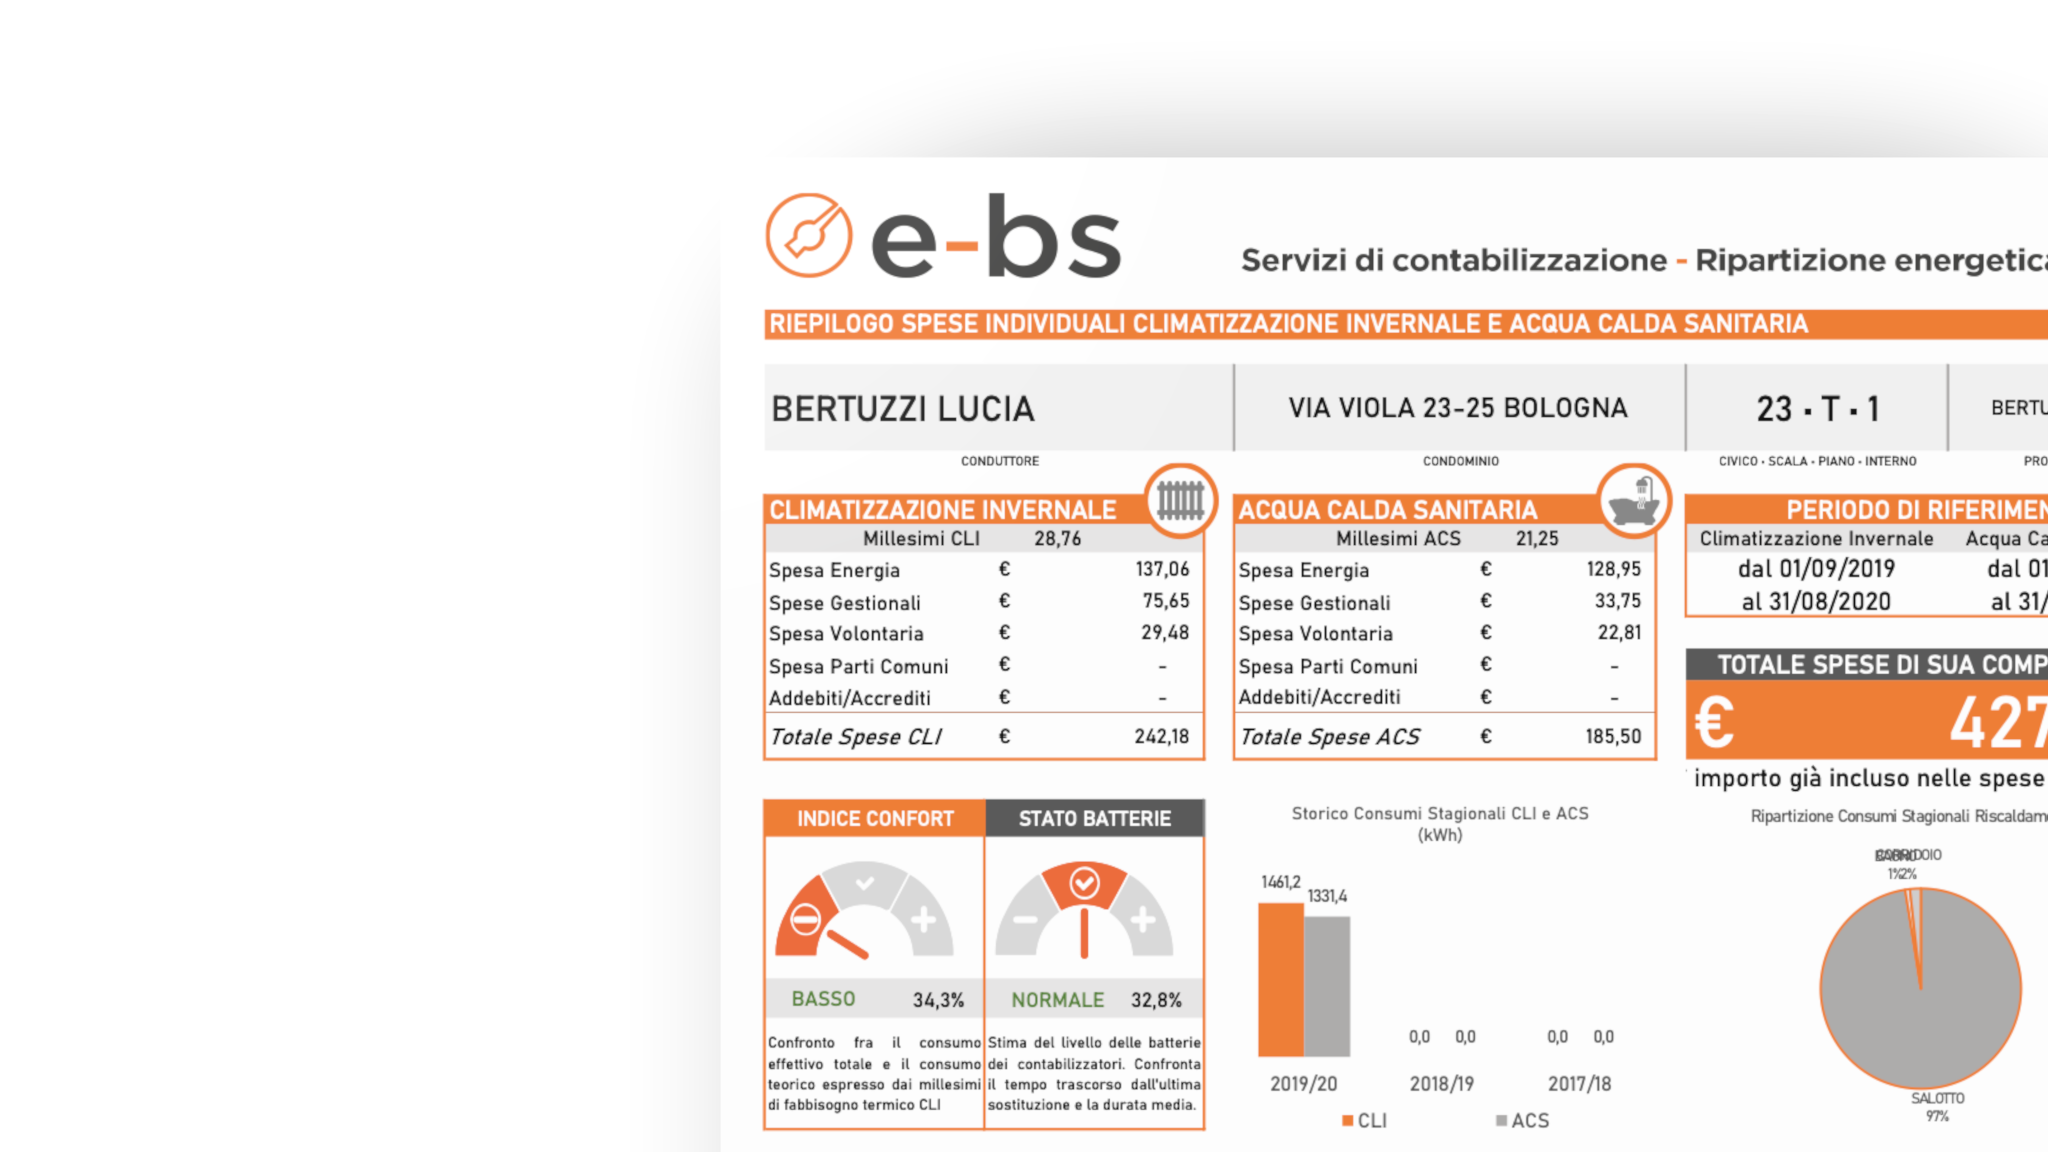 e-bs
Servizi di contabilizzazione - Ripartizione energetica
RIEPILOGO SPESE INDIVIDUALI CLIMATIZZAZIONE INVERNALE E ACQUA CALDA SANITARIA
BERTUZZI LUCIA
VIA VIOLA 23-25 BOLOGNA
23 · T · 1
BERTU
CONDUTTORE
CONDOMINIO
CIVICO - SCALA - PIANO - INTERNO
PRO
CLIMATIZZAZIONE INVERNALE
Millesimi CLI 28,76
Spesa Energia € 137,06
Spese Gestionali € 75,65
Spesa Volontaria € 29,48
Spesa Parti Comuni € -
Addebiti/Accrediti € -
Totale Spese CLI € 242,18
ACQUA CALDA SANITARIA
Millesimi ACS 21,25
Spesa Energia € 128,95
Spese Gestionali € 33,75
Spesa Volontaria € 22,81
Spesa Parti Comuni € -
Addebiti/Accrediti € -
Totale Spese ACS € 185,50
PERIODO DI RIFERIMEN
Climatizzazione Invernale Acqua Ca
dal 01/09/2019 dal 01
al 31/08/2020 al 31/
TOTALE SPESE DI SUA COMP
€ 427
importo già incluso nelle spese
INDICE CONFORT
BASSO 34,3%
Confronto fra il consumo
effettivo totale e il consumo
teorico espresso dai millesimi
di fabbisogno termico CLI
STATO BATTERIE
NORMALE 32,8%
Stima del livello delle batterie
dei contabilizzatori. Confronta
il tempo trascorso dall'ultima
sostituzione e la durata media.
Storico Consumi Stagionali CLI e ACS
(kWh)
1461,2
1331,4
0,0 0,0 0,0 0,0
2019/20 2018/19 2017/18
CLI ACS
Ripartizione Consumi Stagionali Riscaldam
CORRIDOIO
1% 2%
SALOTTO
97%